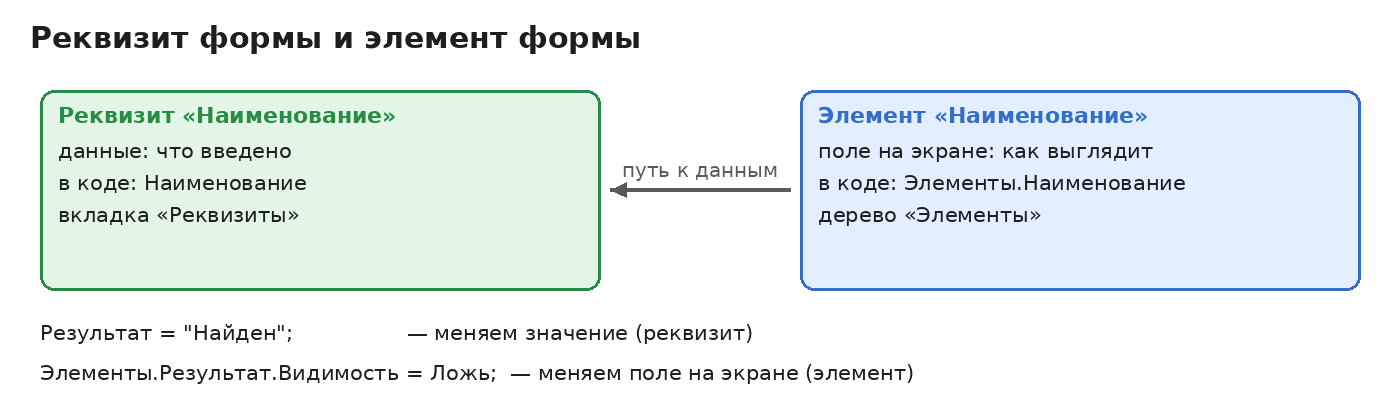 Реквизит формы и элемент формы
Реквизит «Наименование»
данные: что введено
в коде: Наименование
вкладка «Реквизиты»
путь к данным
Элемент «Наименование»
поле на экране: как выглядит
в коде: Элементы.Наименование
дерево «Элементы»
Результат = "Найден"; — меняем значение (реквизит)
Элементы.Результат.Видимость = Ложь; — меняем поле на экране (элемент)